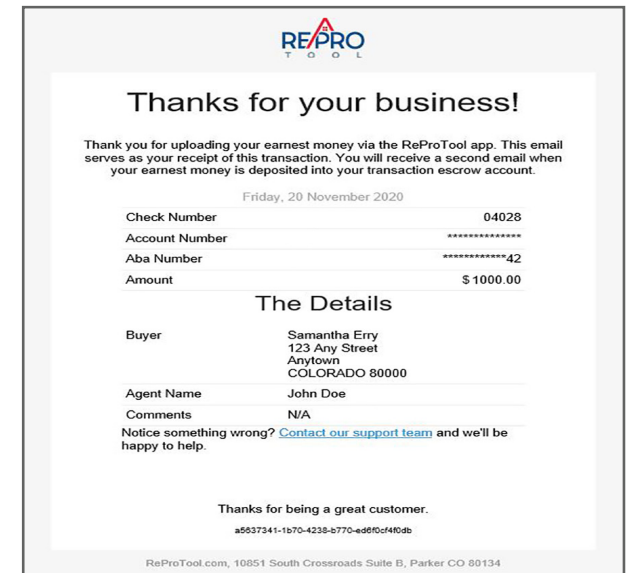 REPRO
TOOL
Thanks for your business!
Thank you for uploading your earnest money via the ReProTool app. This email
serves as your receipt of this transaction. You will receive a second email when
your earnest money is deposited into your transaction escrow account.
Friday, 20 November 2020
Check Number 04028
Account Number **************
Aba Number ************42
Amount $1000.00
The Details
Buyer Samantha Erry
123 Any Street
Anytown
COLORADO 80000
Agent Name John Doe
Comments N/A
Notice something wrong? Contact our support team and we'll be
happy to help.
Thanks for being a great customer.
a5637341-1b70-4238-b770-ed6f0cf4f0db
ReProTool.com, 10851 South Crossroads Suite B, Parker CO 80134